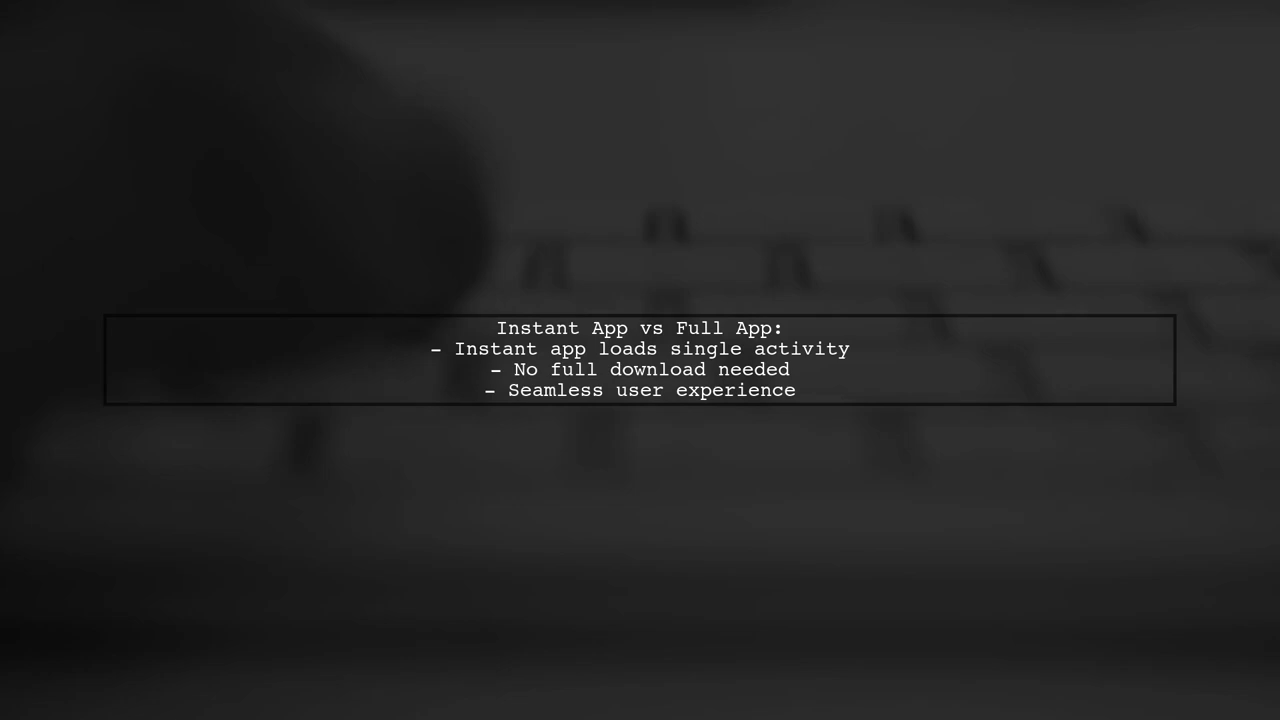 Instant App vs Full App:
- Instant app loads single activity
- No full download needed
- Seamless user experience